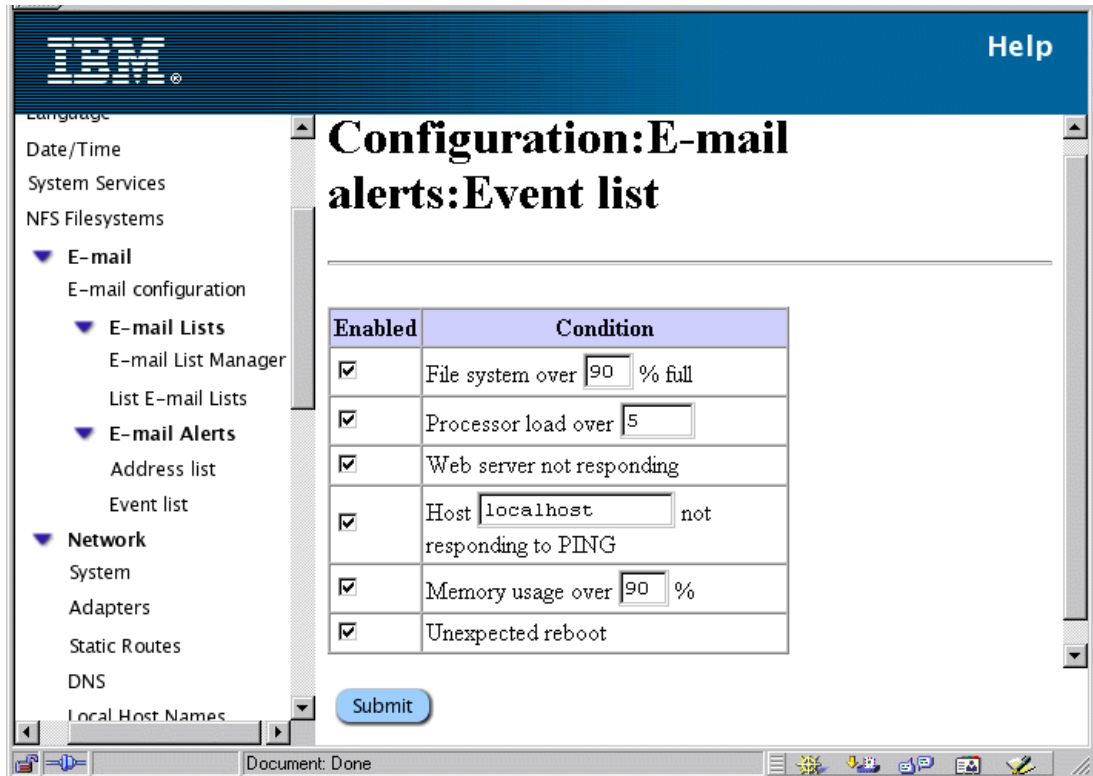 IBM®
Help
Language
Date/Time
System Services
NFS Filesystems
E-mail
E-mail configuration
E-mail Lists
E-mail List Manager
List E-mail Lists
E-mail Alerts
Address list
Event list
Network
System
Adapters
Static Routes
DNS
Local Host Names
Configuration:E-mail
alerts:Event list
Enabled Condition
File system over 90 % full
Processor load over 5
Web server not responding
Host localhost not
responding to PING
Memory usage over 90 %
Unexpected reboot
Submit
Document: Done